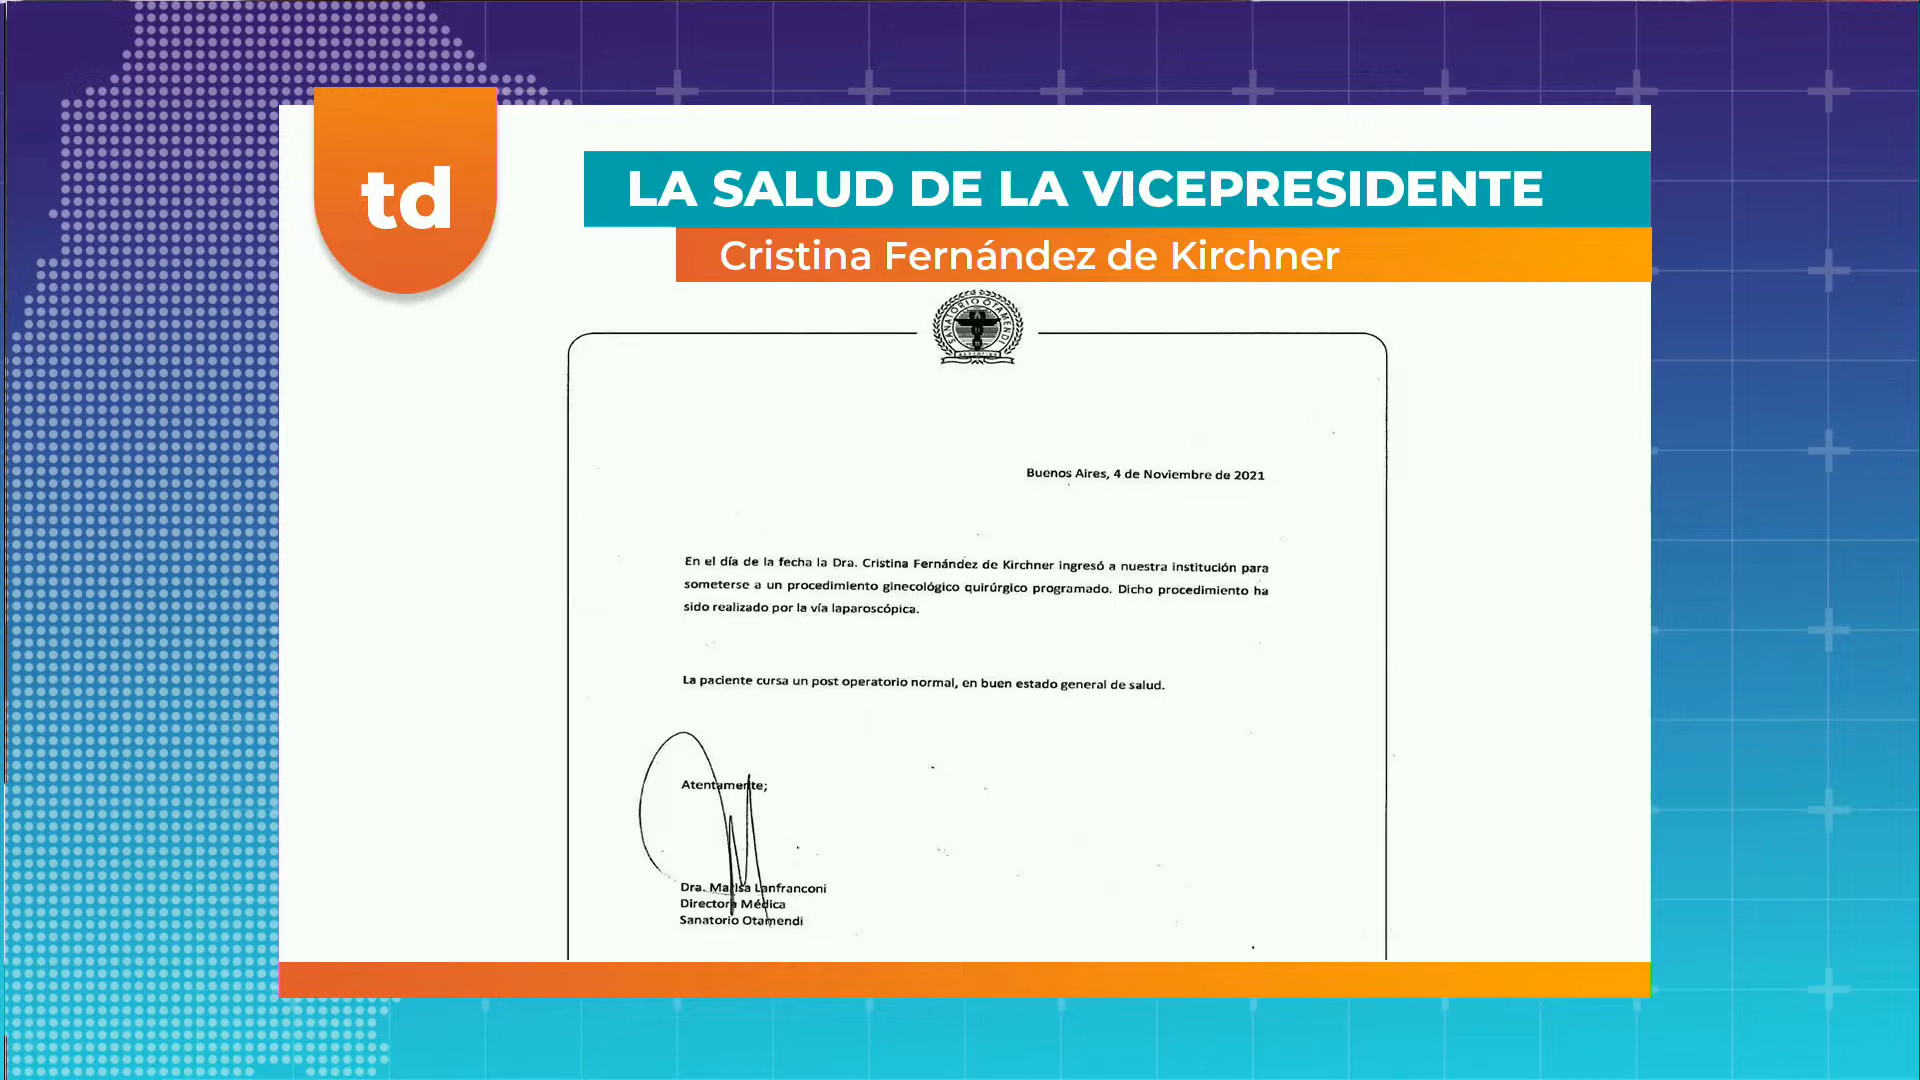 td
LA SALUD DE LA VICEPRESIDENTE
Cristina Fernández de Kirchner
SANATORIO OTAMENDI
Buenos Aires, 4 de Noviembre de 2021
En el día de la fecha la Dra. Cristina Fernández de Kirchner ingresó a nuestra institución para
someterse a un procedimiento ginecológico quirúrgico programado. Dicho procedimiento ha
sido realizado por la vía laparoscópica.
La paciente cursa un post operatorio normal, en buen estado general de salud.
Atentamente;
Dra. Marisa Lanfranconi
Directora Médica
Sanatorio Otamendi